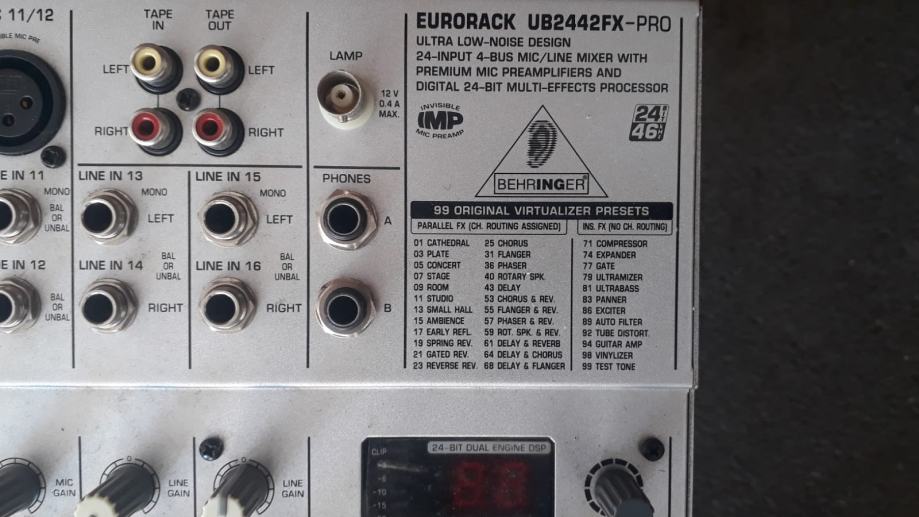 11/12
TAPE IN
TAPE OUT
LEFT
LEFT
RIGHT
RIGHT
LAMP
12 V
0.4 A
MAX.
EURORACK UB2442FX-PRO
ULTRA LOW-NOISE DESIGN
24-INPUT 4-BUS MIC/LINE MIXER WITH
PREMIUM MIC PREAMPLIFIERS AND
DIGITAL 24-BIT MULTI-EFFECTS PROCESSOR
INVISIBLE
IMP
MIC PREAMP
24 BIT
46 kHz
BEHRINGER
MIC PRE
IN 11
MONO
BAL
OR
UNBAL
LINE IN 13
MONO
LEFT
LINE IN 15
MONO
LEFT
PHONES
A
IN 12
BAL
OR
UNBAL
LINE IN 14
BAL
OR
UNBAL
RIGHT
LINE IN 16
BAL
OR
UNBAL
RIGHT
B
99 ORIGINAL VIRTUALIZER PRESETS
PARALLEL FX (CH. ROUTING ASSIGNED)
INS. FX (NO CH. ROUTING)
01 CATHEDRAL
03 PLATE
05 CONCERT
07 STAGE
09 ROOM
11 STUDIO
13 SMALL HALL
15 AMBIENCE
17 EARLY REFL.
19 SPRING REV.
21 GATED REV.
23 REVERSE REV.
25 CHORUS
31 FLANGER
36 PHASER
40 ROTARY SPK.
43 DELAY
53 CHORUS & REV.
55 FLANGER & REV.
57 PHASER & REV.
59 ROT. SPK. & REV.
61 DELAY & REVERB
64 DELAY & CHORUS
68 DELAY & FLANGER
71 COMPRESSOR
74 EXPANDER
77 GATE
79 ULTRAMIZER
81 ULTRABASS
83 PANNER
86 EXCITER
89 AUTO FILTER
92 TUBE DISTORT.
94 GUITAR AMP
98 VINYLIZER
99 TEST TONE
MIC
GAIN
0
LINE
GAIN
0
LINE
GAIN
24-BIT DUAL ENGINE DSP
CLIP
-10
-15